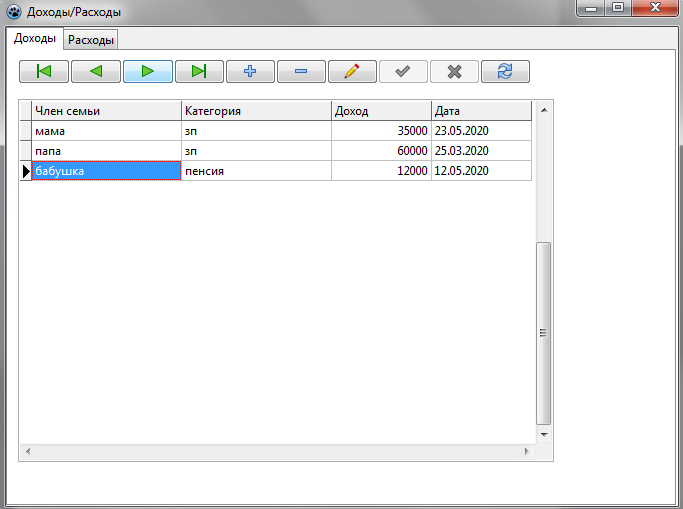 Доходы/Расходы
Доходы Расходы
Член семьи Категория Доход Дата
мама зп 35000 23.05.2020
папа зп 60000 25.03.2020
бабушка пенсия 12000 12.05.2020